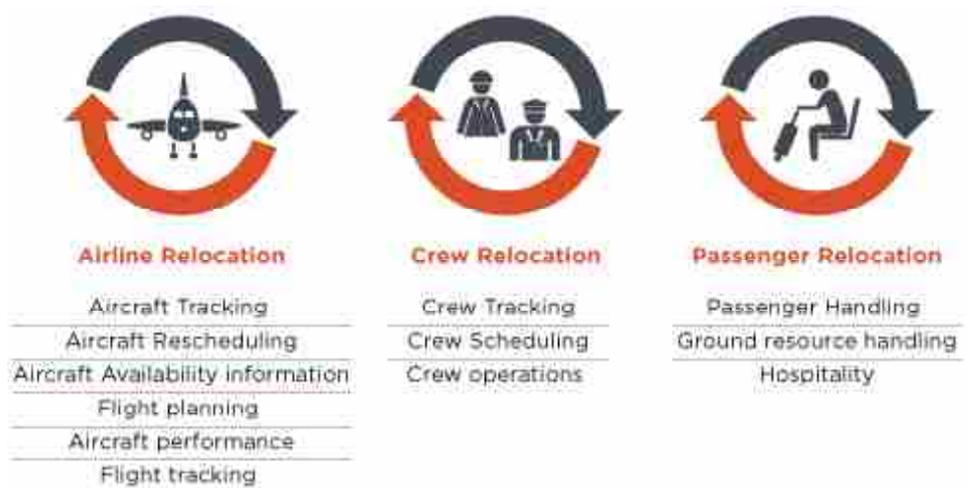 Airline Relocation
Aircraft Tracking
Aircraft Rescheduling
Aircraft Availability information
Flight planning
Aircraft performance
Flight tracking
Crew Relocation
Crew Tracking
Crew Scheduling
Crew operations
Passenger Relocation
Passenger Handling
Ground resource handling
Hospitality